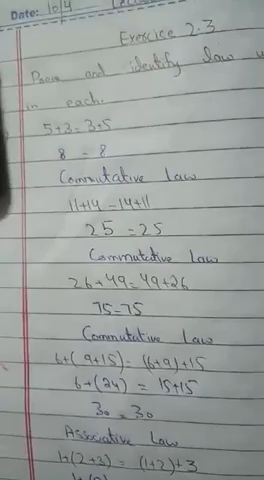 Date: 10/4
Exercice 2.3
Prove and identify law u
in each.
5+3=3+5
8 = 8
Commutative Law
11+14=14+11
25 = 25
Commutative Law
26+49=49+26
75=75
Commutative Law
6+(9+15)=(6+9)+15
6+(24) = 15+15
30 = 30
Associative Law
1+(2+3) = (1+2)+3